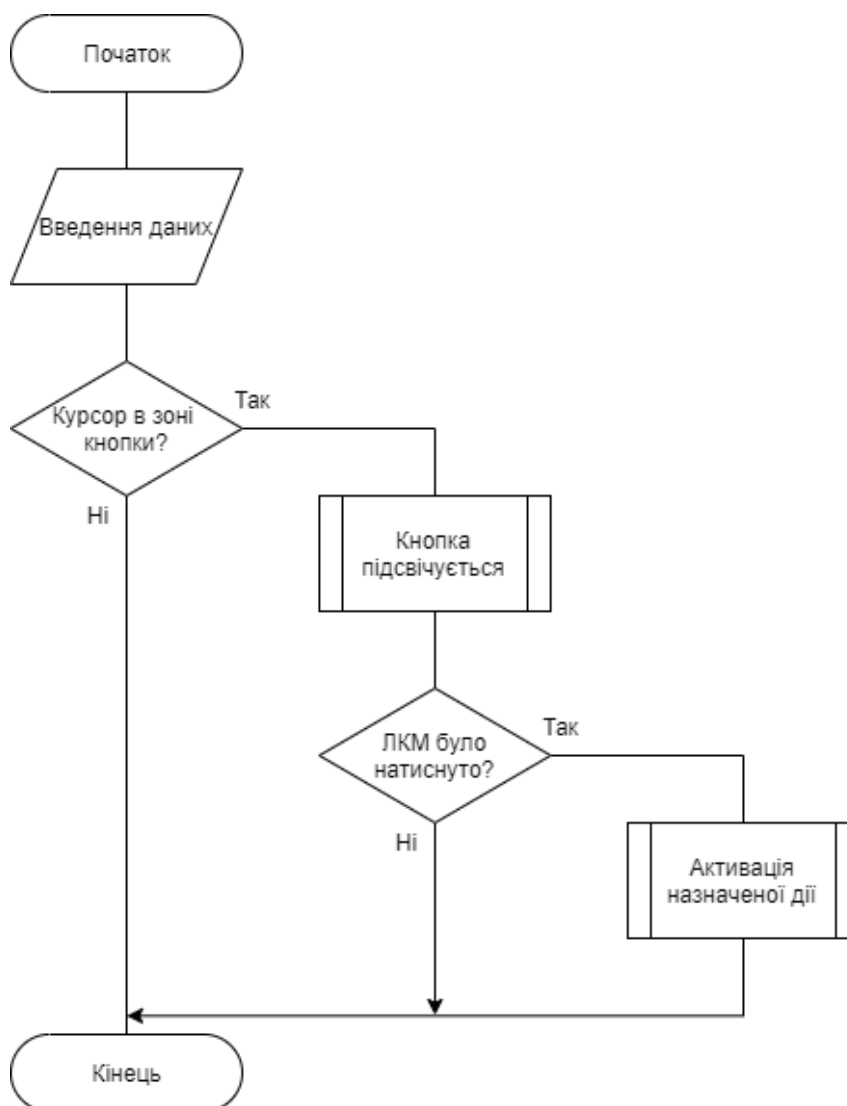 Початок
Введення даних
Курсор в зоні
кнопки?
Так
Ні
Кнопка
підсвічується
ЛКМ було
натиснуто?
Так
Ні
Активація
назначеної дії
Кінець